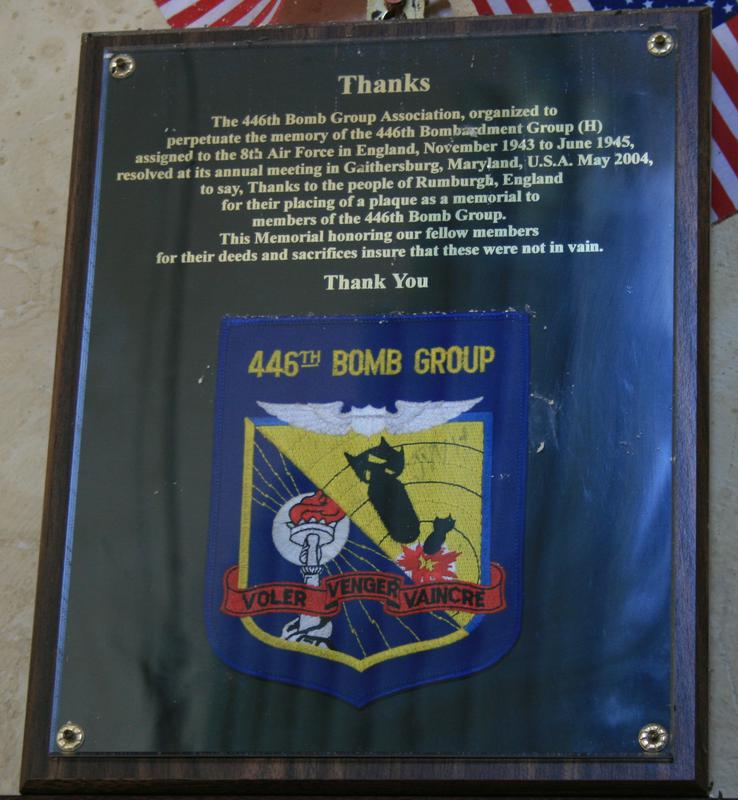 Thanks
The 446th Bomb Group Association, organized to
perpetuate the memory of the 446th Bombardment Group (H)
assigned to the 8th Air Force in England, November 1943 to June 1945,
resolved at its annual meeting in Gaithersburg, Maryland, U.S.A. May 2004,
to say, Thanks to the people of Rumburgh, England
for their placing of a plaque as a memorial to
members of the 446th Bomb Group.
This Memorial honoring our fellow members
for their deeds and sacrifices insure that these were not in vain.
Thank You
446TH BOMB GROUP
VOLER VENGER VAINCRE